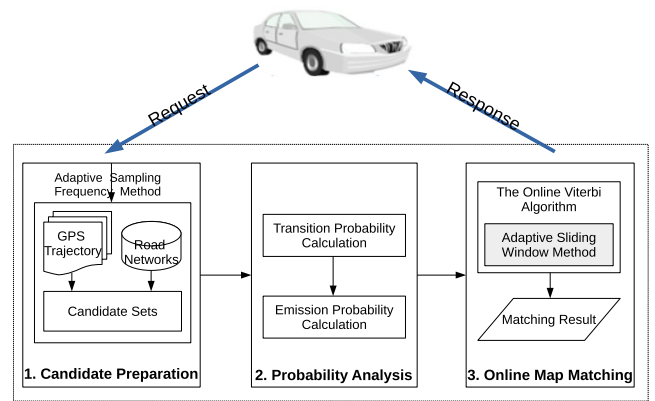 Request
Response
Adaptive Sampling
Frequency Method
GPS
Trajectory
Road
Networks
Candidate Sets
1. Candidate Preparation
Transition Probability
Calculation
Emission Probability
Calculation
2. Probability Analysis
The Online Viterbi
Algorithm
Adaptive Sliding
Window Method
Matching Result
3. Online Map Matching